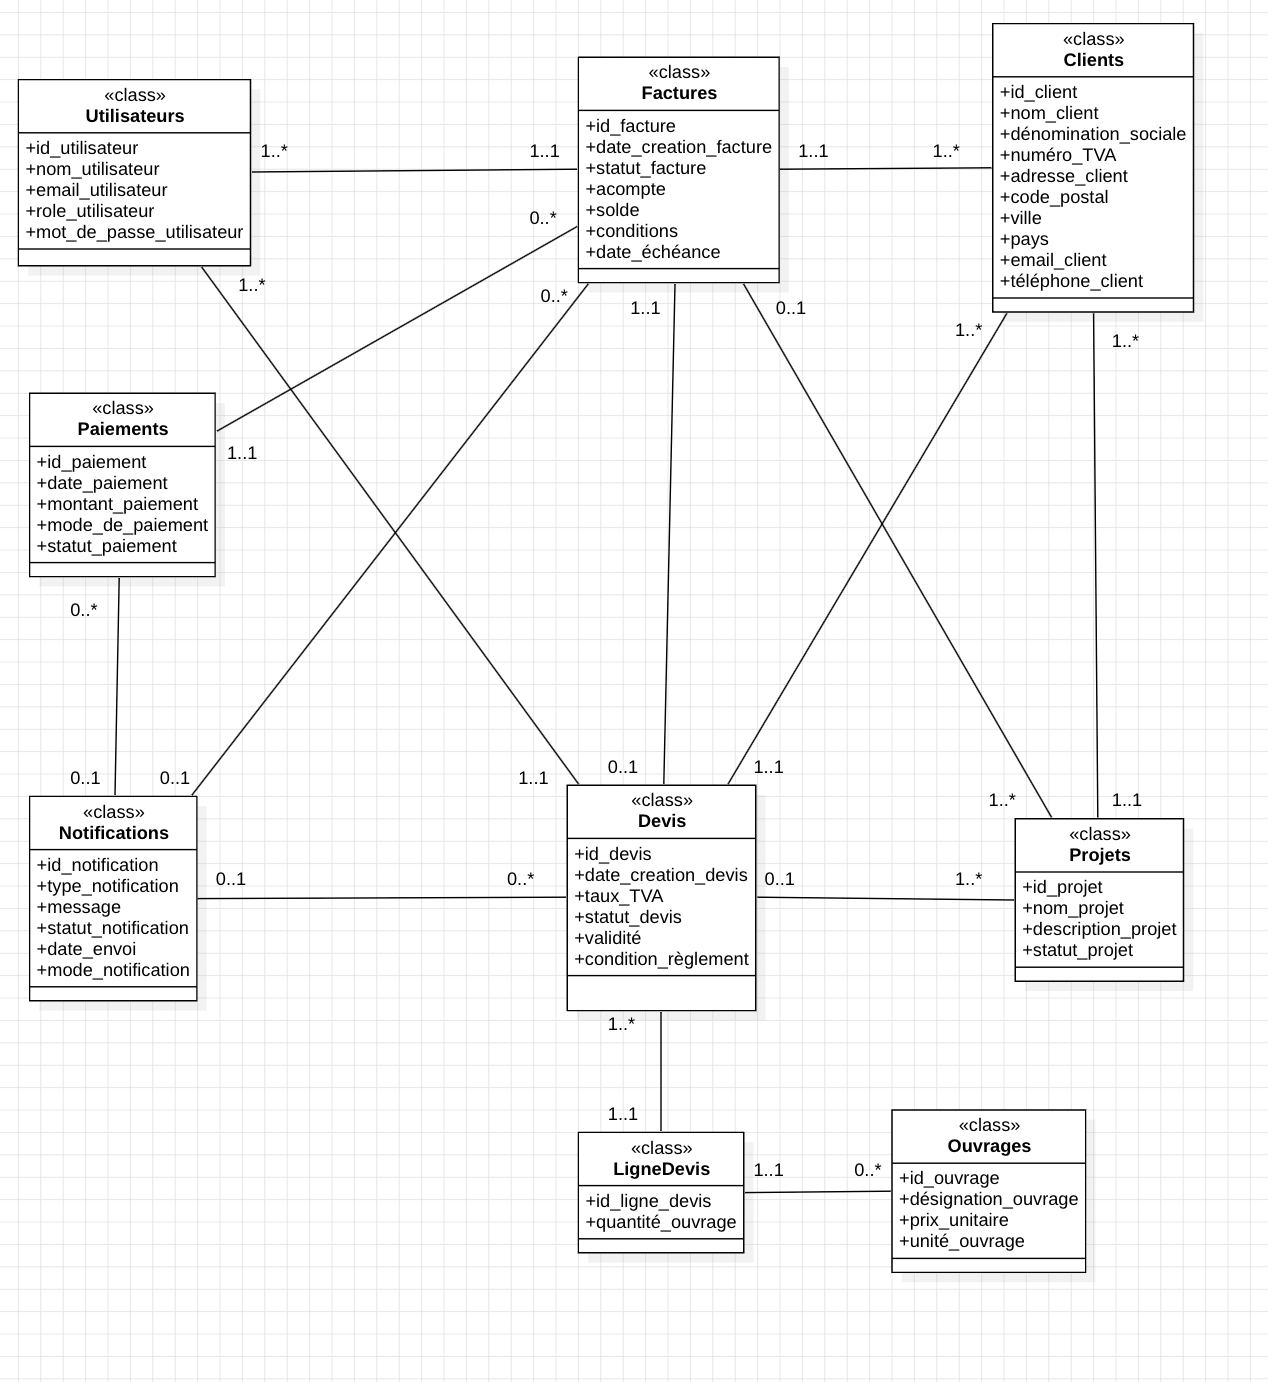 «class»
Utilisateurs
+id_utilisateur
+nom_utilisateur
+email_utilisateur
+role_utilisateur
+mot_de_passe_utilisateur
«class»
Factures
+id_facture
+date_creation_facture
+statut_facture
+acompte
+solde
+conditions
+date_échéance
«class»
Clients
+id_client
+nom_client
+dénomination_sociale
+numéro_TVA
+adresse_client
+code_postal
+ville
+pays
+email_client
+téléphone_client
1..*
1..1
1..1
1..*
0..*
1..*
0..*
1..1
0..1
1..*
1..*
«class»
Paiements
+id_paiement
+date_paiement
+montant_paiement
+mode_de_paiement
+statut_paiement
1..1
0..*
0..1
0..1
1..1
0..1
1..1
1..*
1..1
«class»
Notifications
+id_notification
+type_notification
+message
+statut_notification
+date_envoi
+mode_notification
0..1
0..*
«class»
Devis
+id_devis
+date_creation_devis
+taux_TVA
+statut_devis
+validité
+condition_règlement
0..1
1..*
«class»
Projets
+id_projet
+nom_projet
+description_projet
+statut_projet
1..*
1..1
«class»
LigneDevis
+id_ligne_devis
+quantité_ouvrage
1..1
0..*
«class»
Ouvrages
+id_ouvrage
+désignation_ouvrage
+prix_unitaire
+unité_ouvrage